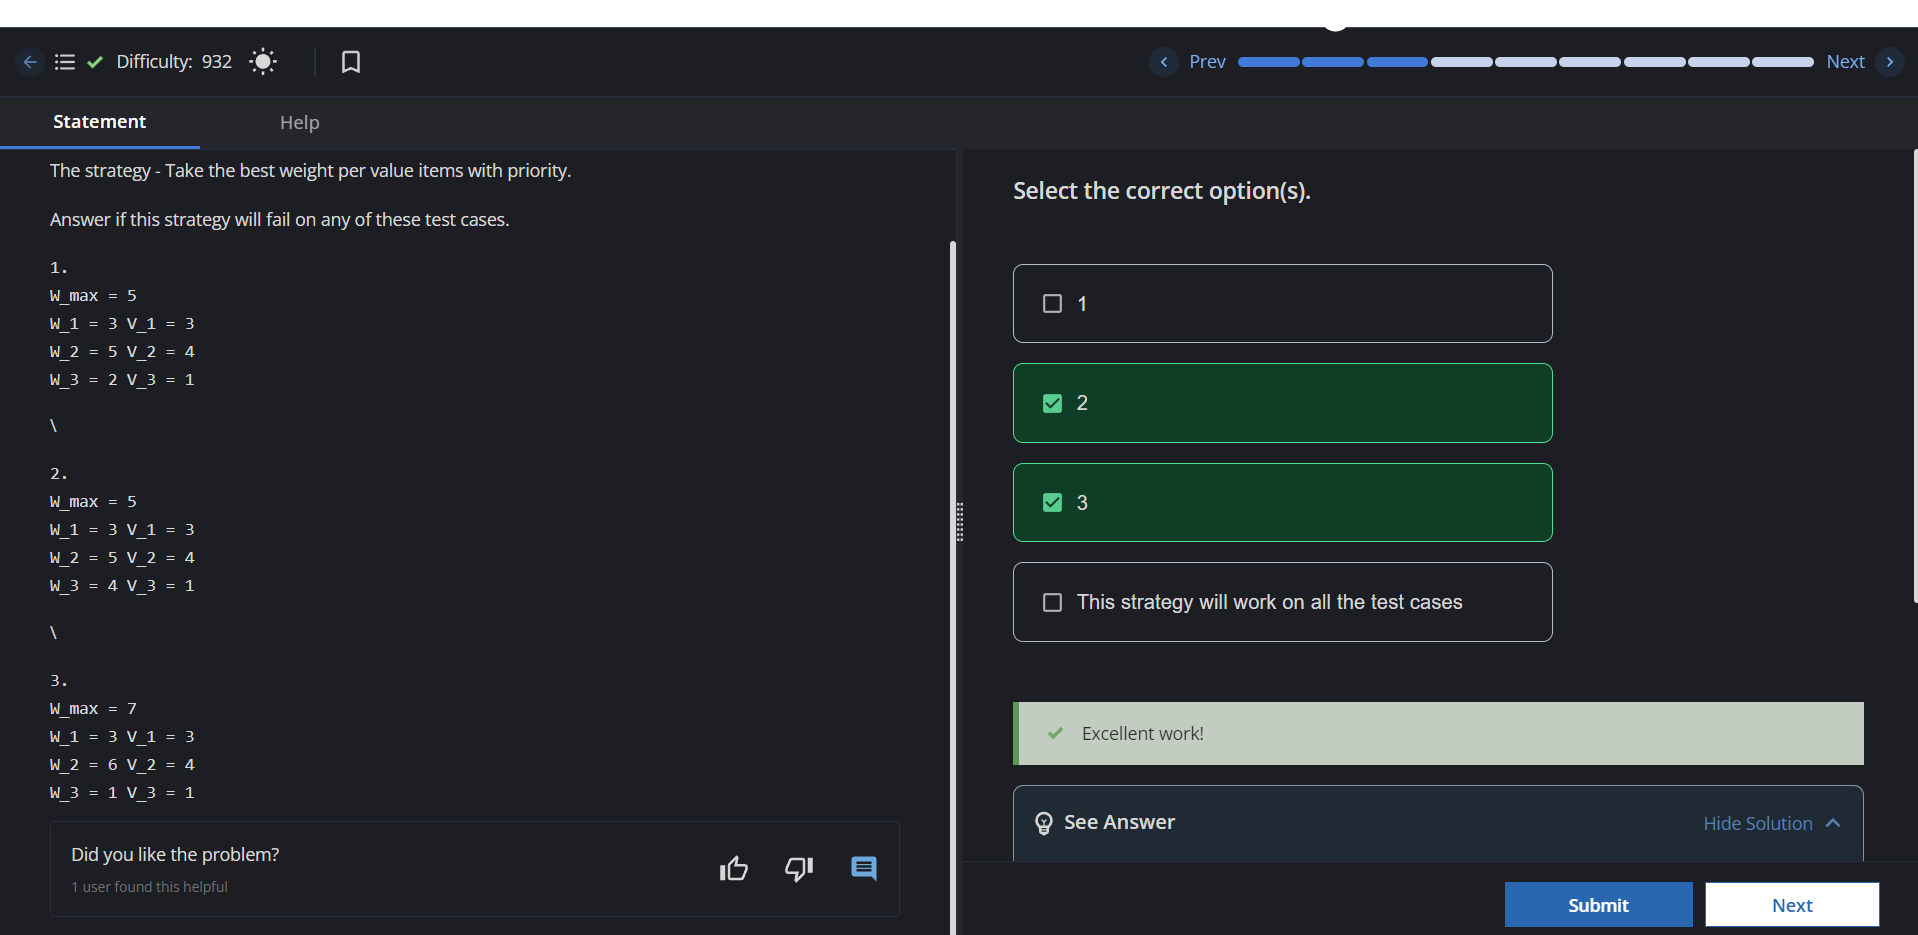 Difficulty: 932
Prev
Next
Statement
Help
The strategy - Take the best weight per value items with priority.
Answer if this strategy will fail on any of these test cases.
1.
W_max = 5
W_1 = 3 V_1 = 3
W_2 = 5 V_2 = 4
W_3 = 2 V_3 = 1
\
2.
W_max = 5
W_1 = 3 V_1 = 3
W_2 = 5 V_2 = 4
W_3 = 4 V_3 = 1
\
3.
W_max = 7
W_1 = 3 V_1 = 3
W_2 = 6 V_2 = 4
W_3 = 1 V_3 = 1
Did you like the problem?
1 user found this helpful
Select the correct option(s).
1
2
3
This strategy will work on all the test cases
Excellent work!
See Answer
Hide Solution
Submit
Next